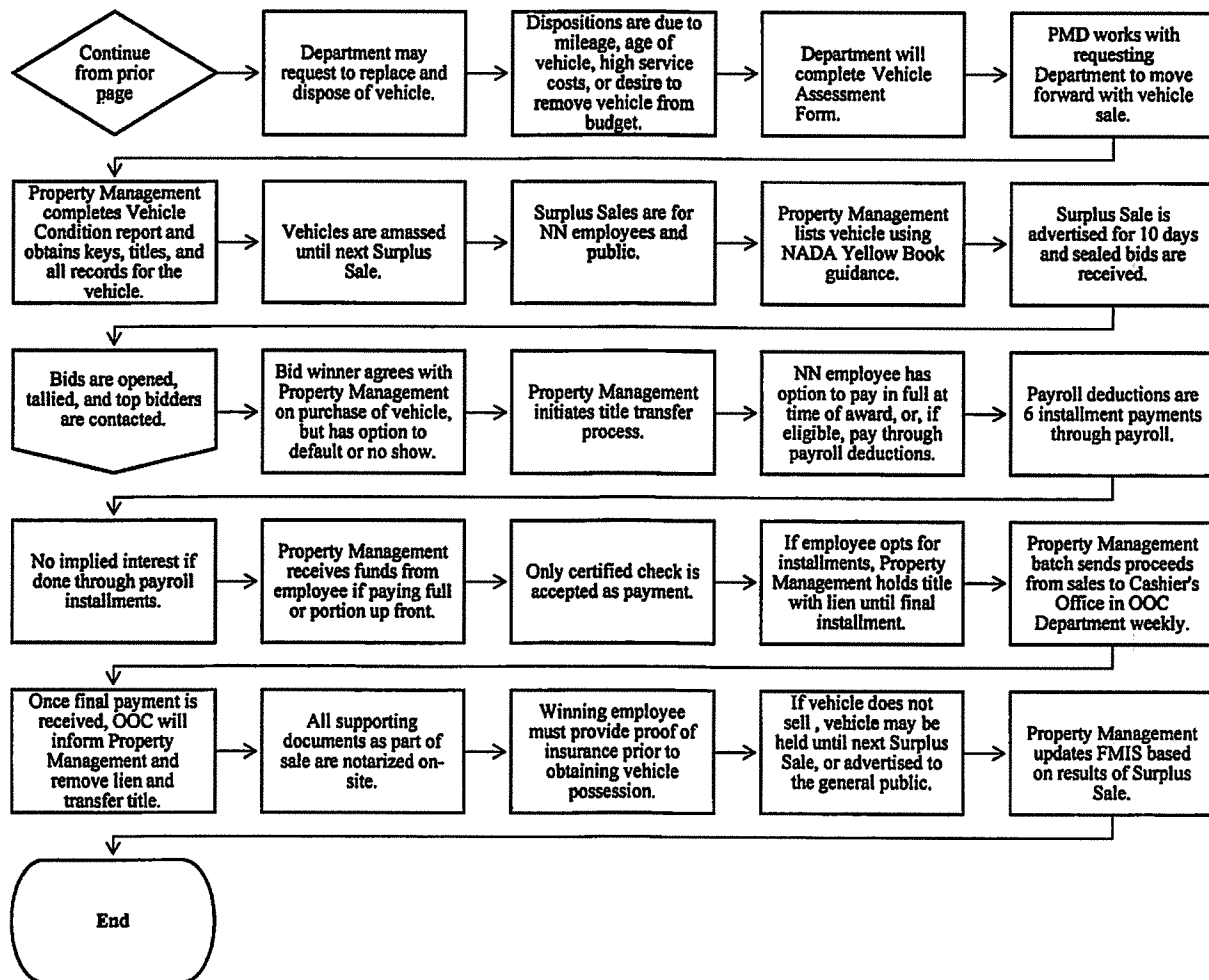 Continue
from prior
page
Department may
request to replace and
dispose of vehicle.
Dispositions are due to
mileage, age of
vehicle, high service
costs, or desire to
remove vehicle from
budget.
Department will
complete Vehicle
Assessment
Form.
PMD works with
requesting
Department to move
forward with vehicle
sale.
Property Management
completes Vehicle
Condition report and
obtains keys, titles, and
all records for the
vehicle.
Vehicles are amassed
until next Surplus
Sale.
Surplus Sales are for
NN employees and
public.
Property Management
lists vehicle using
NADA Yellow Book
guidance.
Surplus Sale is
advertised for 10 days
and sealed bids are
received.
Bids are opened,
tallied, and top bidders
are contacted.
Bid winner agrees with
Property Management
on purchase of vehicle,
but has option to
default or no show.
Property Management
initiates title transfer
process.
NN employee has
option to pay in full at
time of award, or, if
eligible, pay through
payroll deductions.
Payroll deductions are
6 installment payments
through payroll.
No implied interest if
done through payroll
installments.
Property Management
receives funds from
employee if paying full
or portion up front.
Only certified check is
accepted as payment.
If employee opts for
installments, Property
Management holds title
with lien until final
installment.
Property Management
batch sends proceeds
from sales to Cashier's
Office in OOC
Department weekly.
Once final payment is
received, OOC will
inform Property
Management and
remove lien and
transfer title.
All supporting
documents as part of
sale are notarized on-
site.
Winning employee
must provide proof of
insurance prior to
obtaining vehicle
possession.
If vehicle does not
sell , vehicle may be
held until next Surplus
Sale, or advertised to
the general public.
Property Management
updates FMIS based
on results of Surplus
Sale.
End